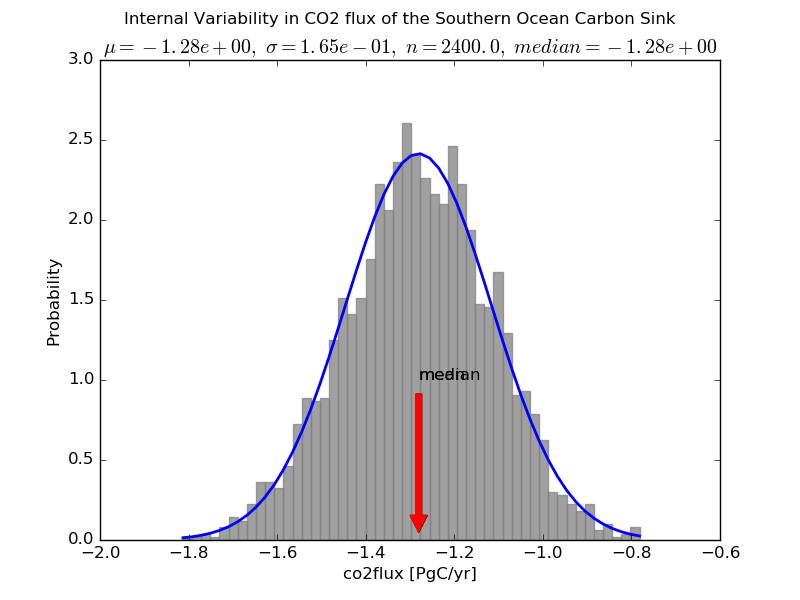 Internal Variability in CO2 flux of the Southern Ocean Carbon Sink
μ = −1.28e+00, σ = 1.65e−01, n = 2400.0, median = −1.28e+00
3.0
2.5
2.0
1.5
1.0
0.5
0.0
Probability
median
−2.0 −1.8 −1.6 −1.4 −1.2 −1.0 −0.8 −0.6
co2flux [PgC/yr]